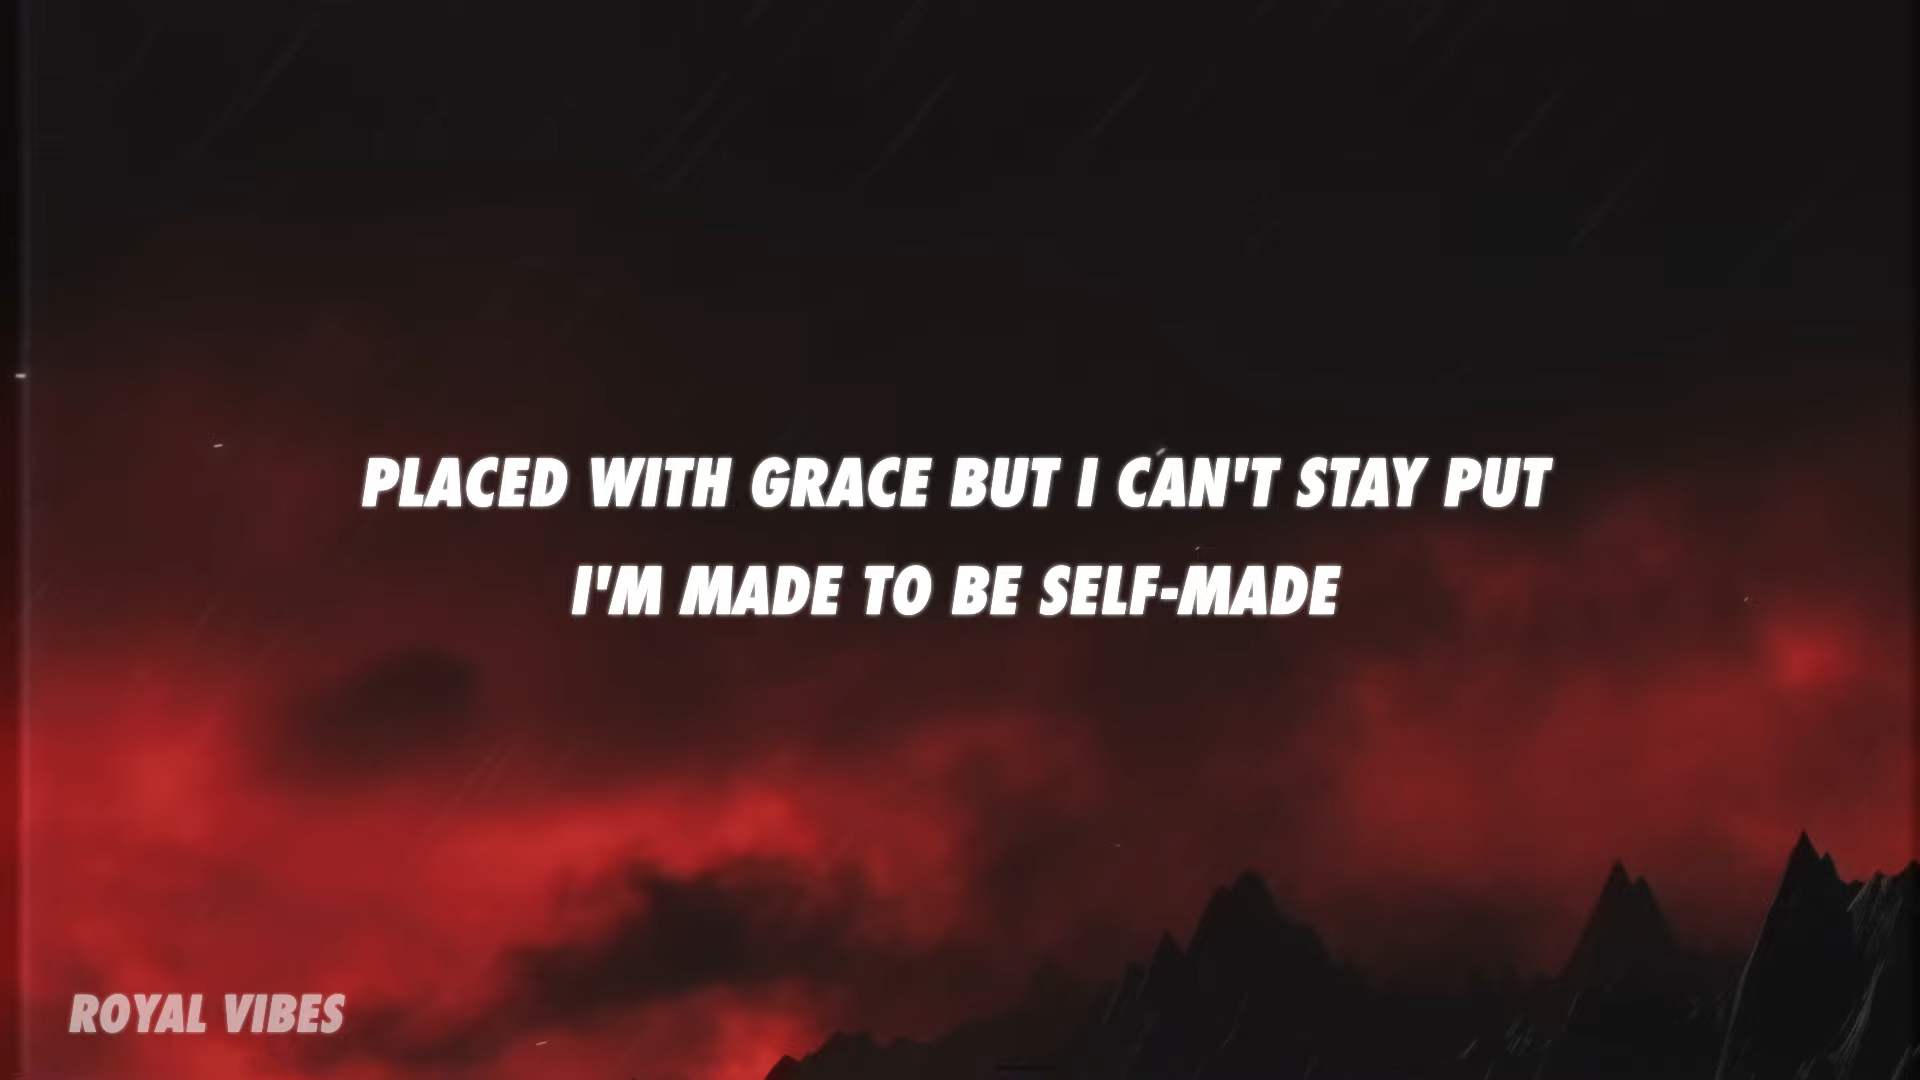 PLACED WITH GRACE BUT I CAN'T STAY PUT
I'M MADE TO BE SELF-MADE
ROYAL VIBES